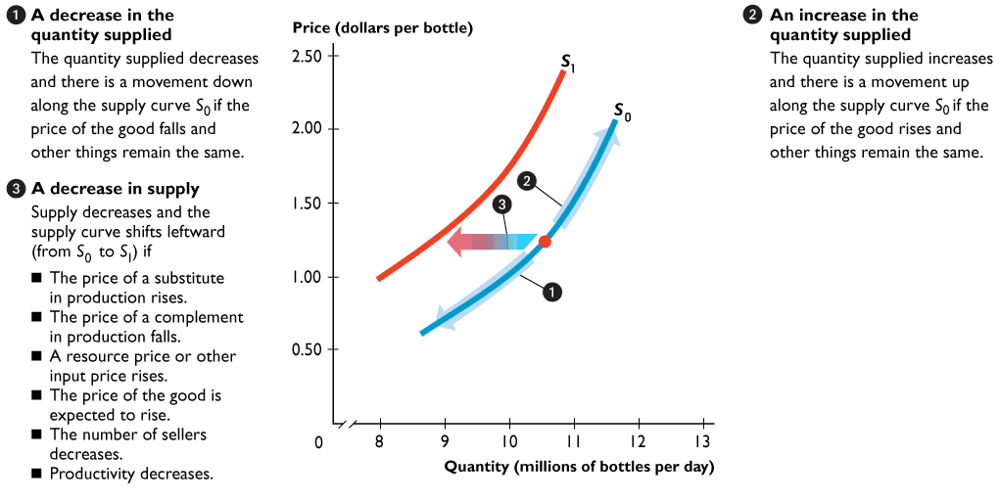 1 A decrease in the
quantity supplied
The quantity supplied decreases
and there is a movement down
along the supply curve S0 if the
price of the good falls and
other things remain the same.
3 A decrease in supply
Supply decreases and the
supply curve shifts leftward
(from S0 to S1) if
■ The price of a substitute
in production rises.
■ The price of a complement
in production falls.
■ A resource price or other
input price rises.
■ The price of the good is
expected to rise.
■ The number of sellers
decreases.
■ Productivity decreases.
Price (dollars per bottle)
2.50
2.00
1.50
1.00
0.50
0
S1
S0
2
3
1
8 9 10 11 12 13
Quantity (millions of bottles per day)
2 An increase in the
quantity supplied
The quantity supplied increases
and there is a movement up
along the supply curve S0 if the
price of the good rises and
other things remain the same.